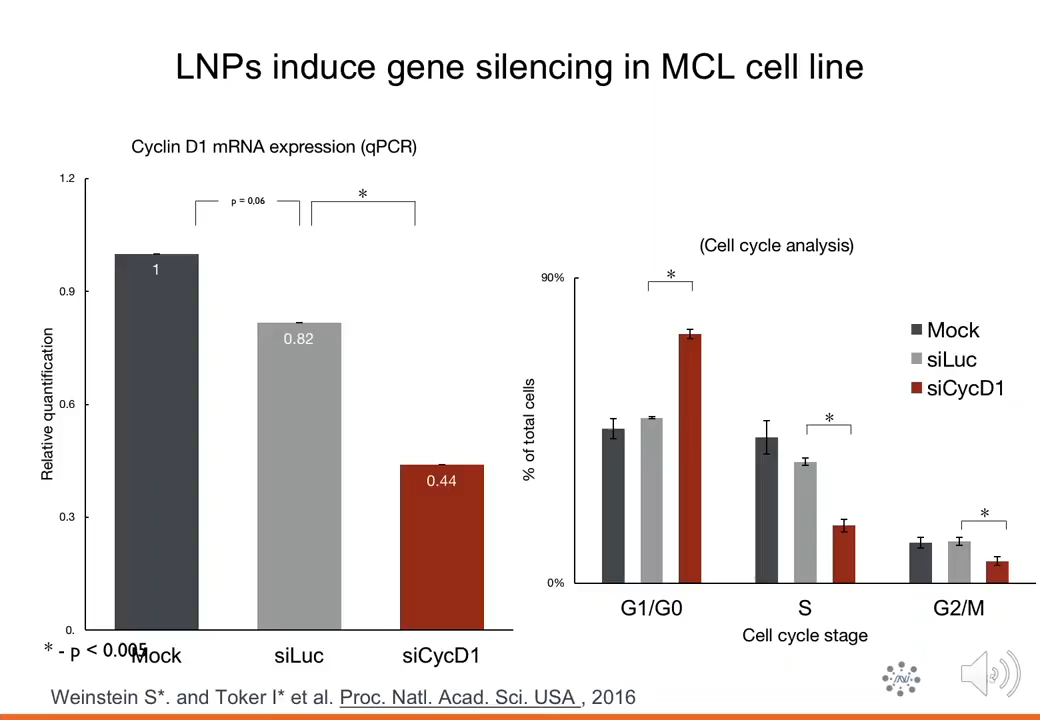 LNPs induce gene silencing in MCL cell line
Cyclin D1 mRNA expression (qPCR)
1.2
0.9
0.6
0.3
0.
Relative quantification
p = 0,06
*
1
0.82
0.44
Mock
siLuc
siCycD1
* - p < 0.005
(Cell cycle analysis)
90%
0%
% of total cells
*
*
*
Mock
siLuc
siCycD1
G1/G0
S
G2/M
Cell cycle stage
Weinstein S*. and Toker I* et al. Proc. Natl. Acad. Sci. USA , 2016